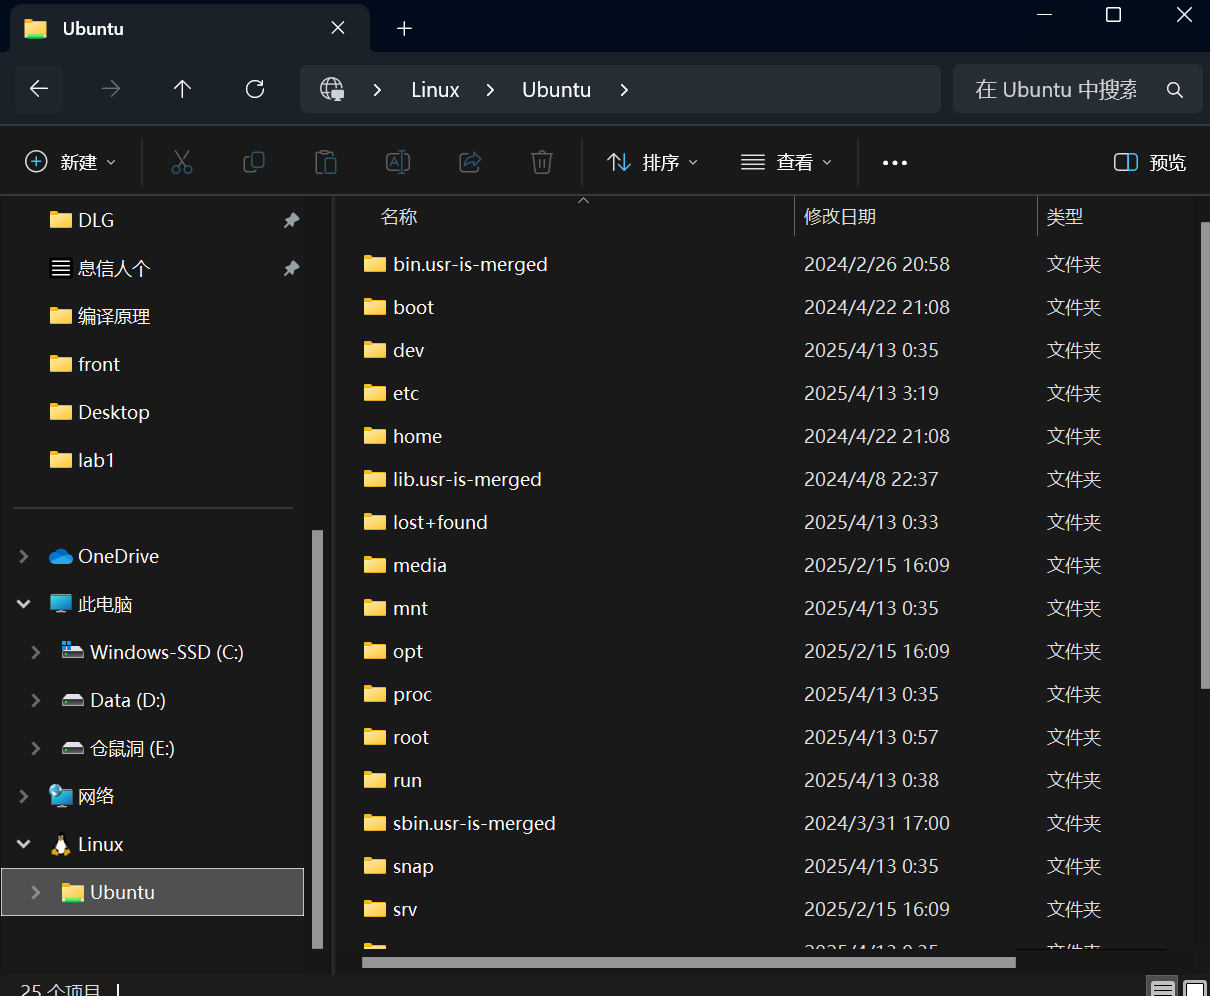 Ubuntu
Linux
Ubuntu
在 Ubuntu 中搜索
新建
排序
查看
预览
DLG
息信人个
编译原理
front
Desktop
lab1
OneDrive
此电脑
Windows-SSD (C:)
Data (D:)
仓鼠洞 (E:)
网络
Linux
Ubuntu
名称 修改日期 类型
bin.usr-is-merged 2024/2/26 20:58 文件夹
boot 2024/4/22 21:08 文件夹
dev 2025/4/13 0:35 文件夹
etc 2025/4/13 3:19 文件夹
home 2024/4/22 21:08 文件夹
lib.usr-is-merged 2024/4/8 22:37 文件夹
lost+found 2025/4/13 0:33 文件夹
media 2025/2/15 16:09 文件夹
mnt 2025/4/13 0:35 文件夹
opt 2025/2/15 16:09 文件夹
proc 2025/4/13 0:35 文件夹
root 2025/4/13 0:57 文件夹
run 2025/4/13 0:38 文件夹
sbin.usr-is-merged 2024/3/31 17:00 文件夹
snap 2025/4/13 0:35 文件夹
srv 2025/2/15 16:09 文件夹
25 个项目